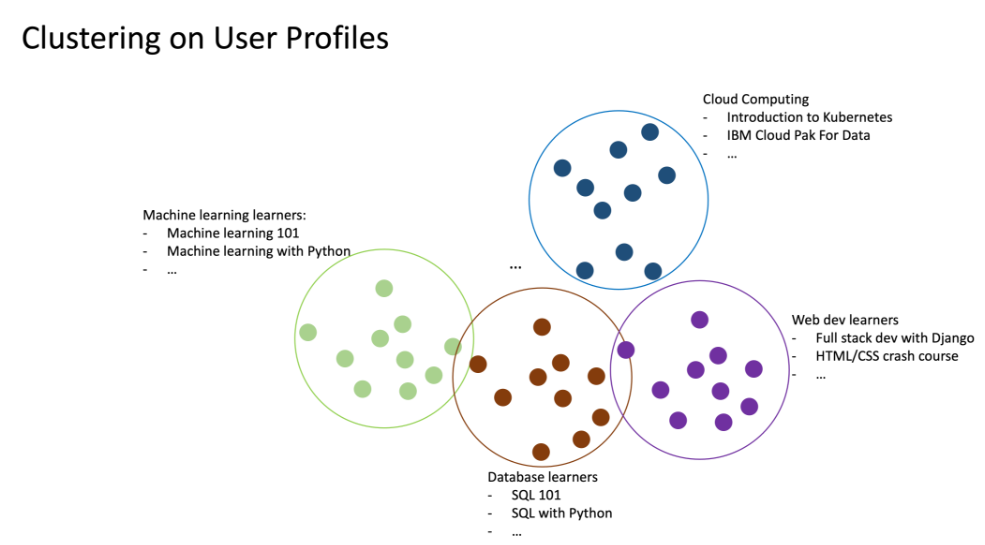 Clustering on User Profiles
Cloud Computing
- Introduction to Kubernetes
- IBM Cloud Pak For Data
- ...
Machine learning learners:
- Machine learning 101
- Machine learning with Python
- ...
...
Web dev learners
- Full stack dev with Django
- HTML/CSS crash course
- ...
Database learners
- SQL 101
- SQL with Python
- ...